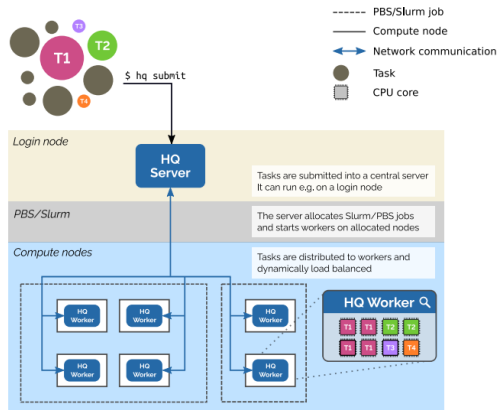 T1
T2
T3
T4
$ hq submit
PBS/Slurm job
Compute node
Network communication
Task
CPU core
Login node
HQ
Server
Tasks are submitted into a central server
It can run e.g. on a login node
PBS/Slurm
The server allocates Slurm/PBS jobs
and starts workers on allocated nodes
Compute nodes
Tasks are distributed to workers and
dynamically load balanced
HQ
Worker
HQ
Worker
HQ
Worker
HQ
Worker
HQ
Worker
HQ
Worker
HQ Worker
T1 T1 T2 T2
T1 T1 T3 T4